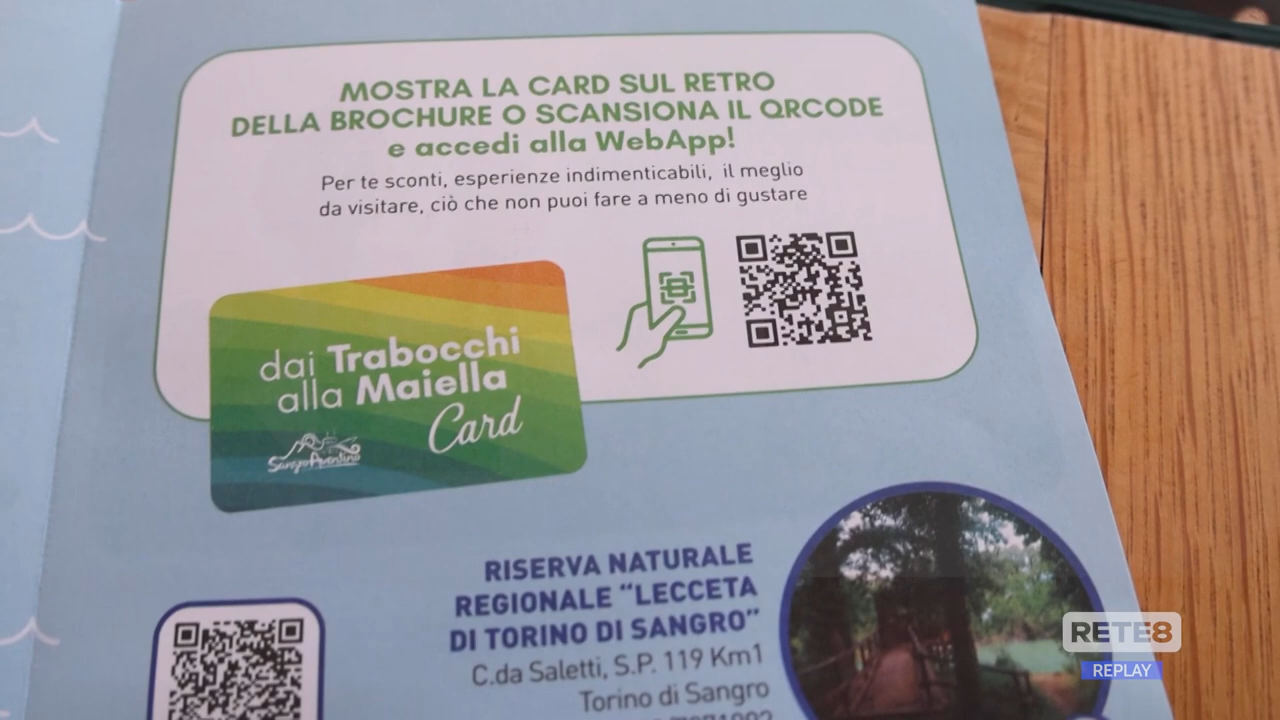 MOSTRA LA CARD SUL RETRO
DELLA BROCHURE O SCANSIONA IL QRCODE
e accedi alla WebApp!
Per te sconti, esperienze indimenticabili, il meglio
da visitare, ciò che non puoi fare a meno di gustare
dai Trabocchi
alla Maiella
Card
SangroAventino
RISERVA NATURALE
REGIONALE “LECCETA
DI TORINO DI SANGRO”
C.da Saletti, S.P. 119 Km1
Torino di Sangro
RETE8
REPLAY